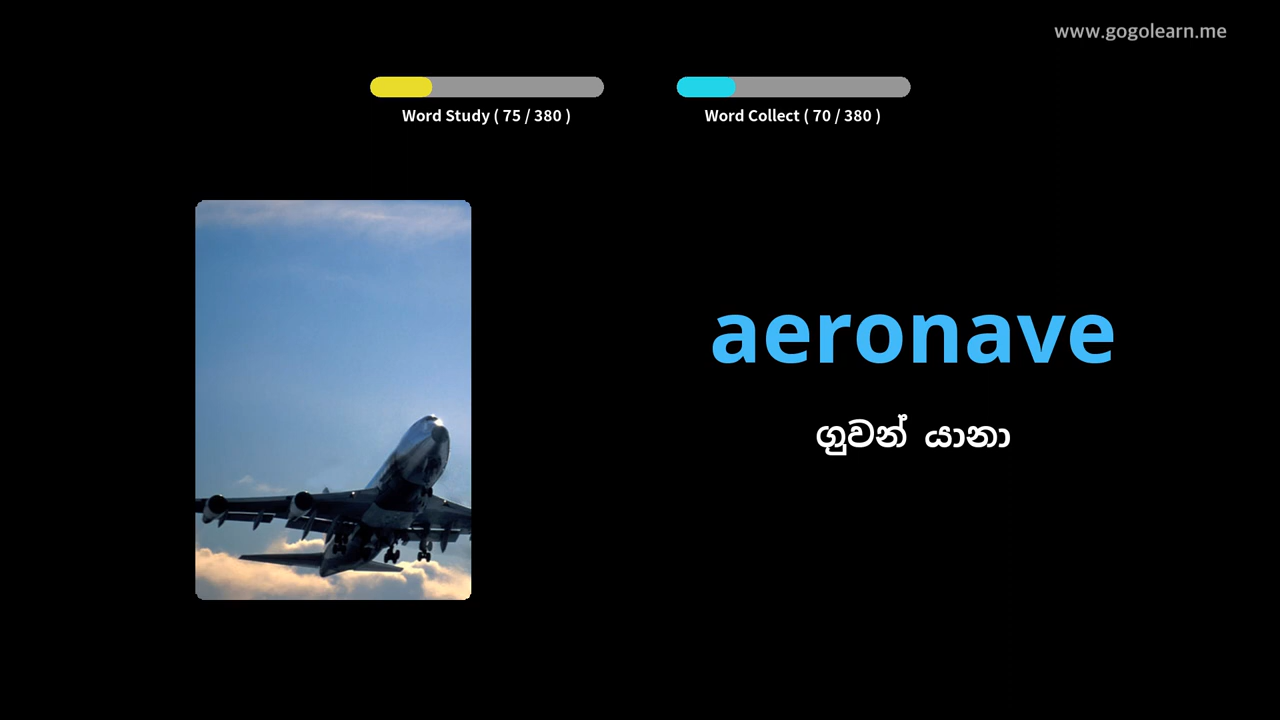 www.gogolearn.me
Word Study ( 75 / 380 )
Word Collect ( 70 / 380 )
aeronave
ගුවන් යානා